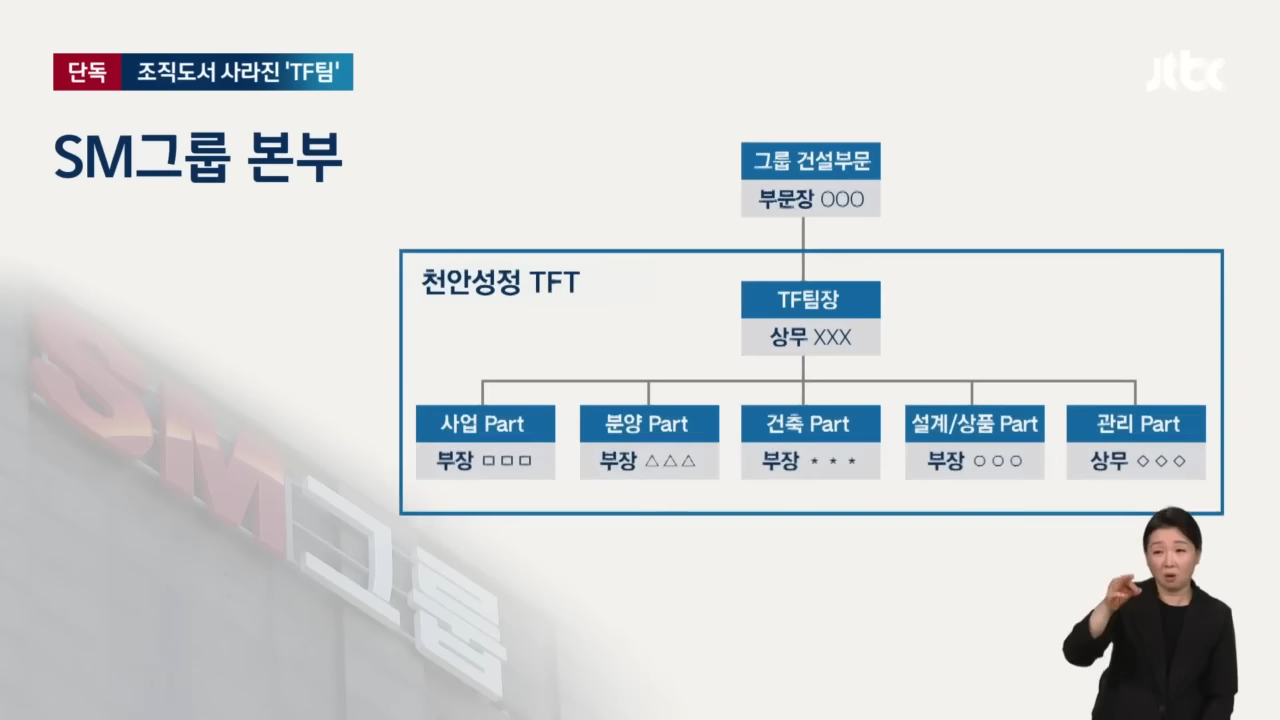 단독 조직도서 사라진 'TF팀'
jtbc
SM그룹 본부
그룹 건설부문
부문장 OOO
천안성정 TFT
TF팀장
상무 XXX
사업 Part
부장 □□□
분양 Part
부장 △△△
건축 Part
부장 * * *
설계/상품 Part
부장 ○○○
관리 Part
상무 ◇◇◇
SM그룹